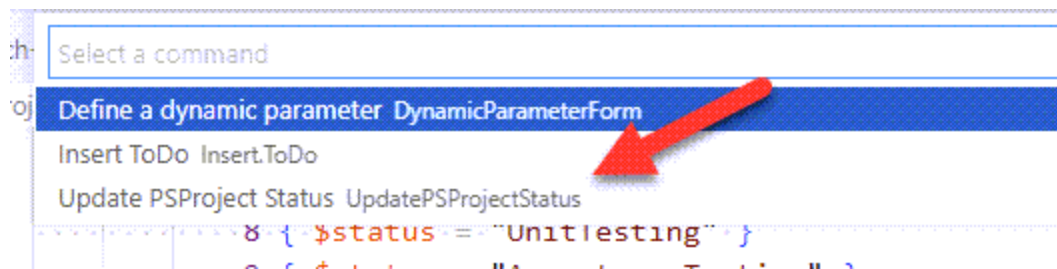 Select a command
Define a dynamic parameter DynamicParameterForm
Insert ToDo Insert.ToDo
Update PSProject Status UpdatePSProjectStatus
8 { $status = "UnitTesting" }